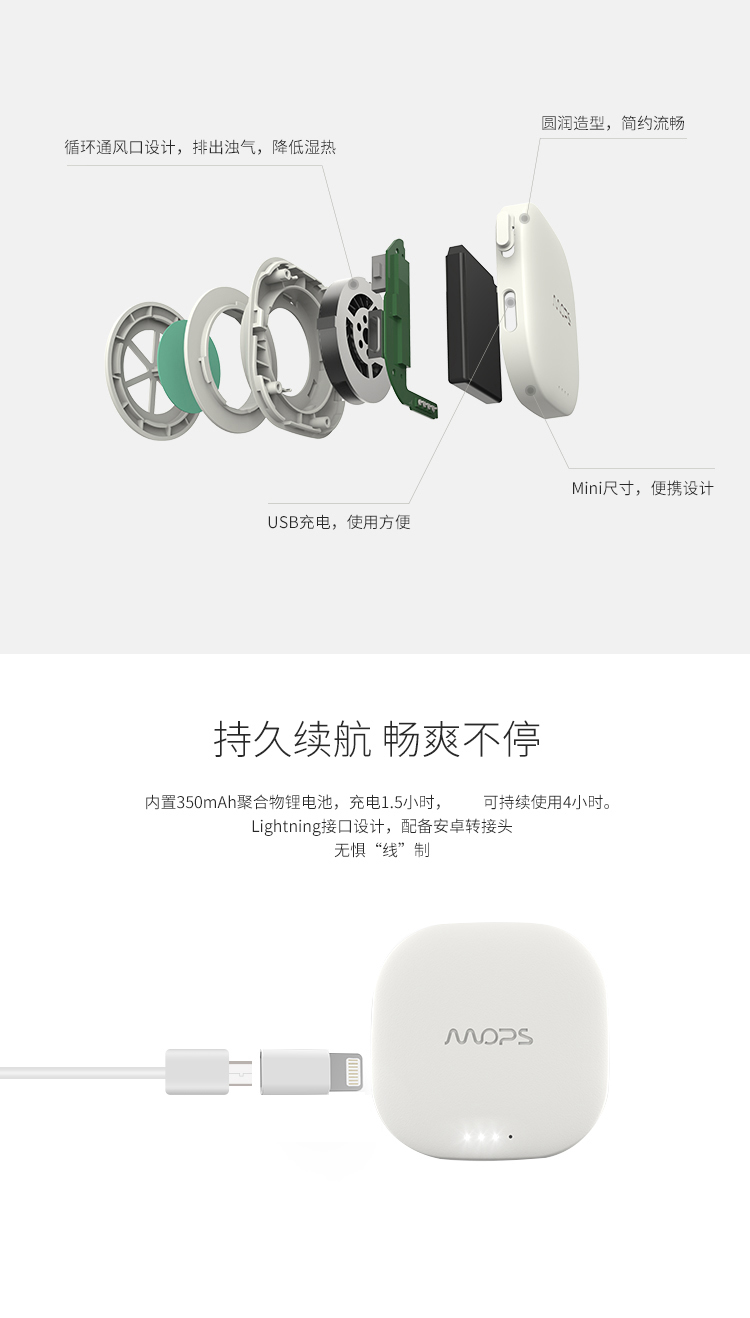 圆润造型，简约流畅
循环通风口设计，排出浊气，降低湿热
MOPS
Mini尺寸，便携设计
USB充电，使用方便
持久续航 畅爽不停
内置350mAh聚合物锂电池，充电1.5小时， 可持续使用4小时。
Lightning接口设计，配备安卓转接头
无惧“线”制
MOPS